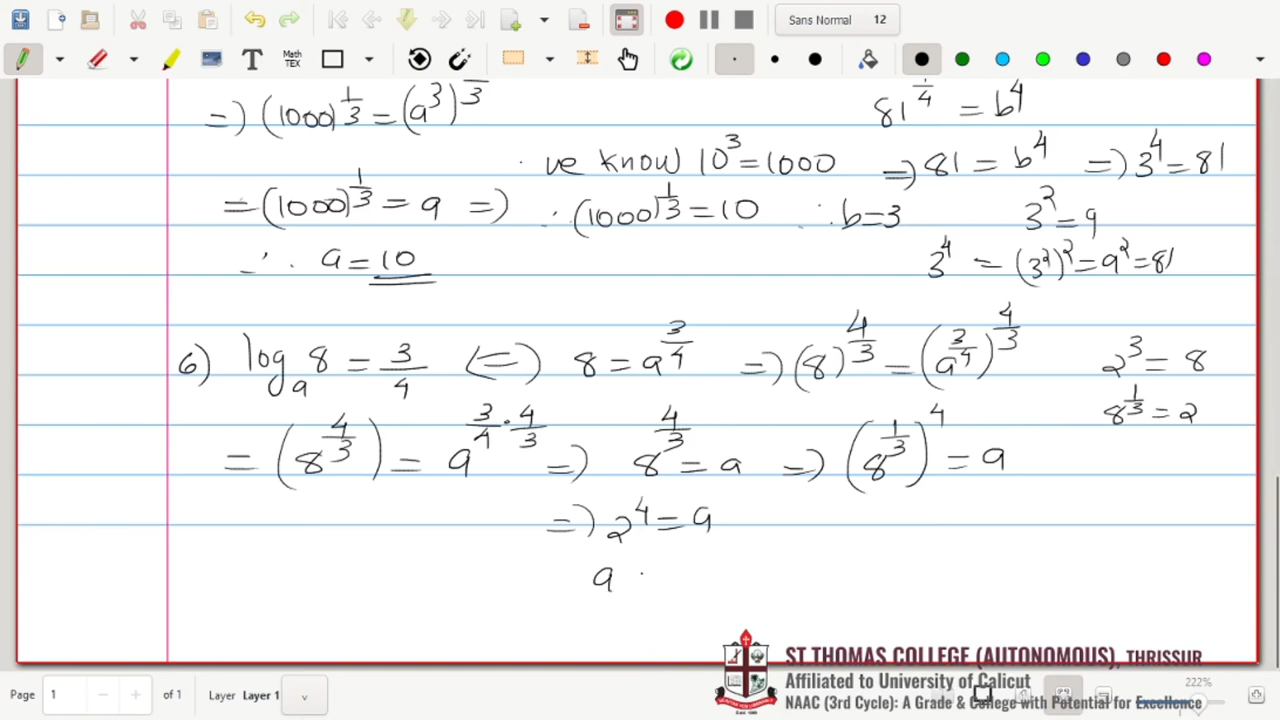 Sans Normal 12
Math TEX
=) (1000)^{1/3} = (a^3)^{1/3}
81^{1/4} = b^4
ve know 10^3 = 1000 =) 81 = b^4 =) 3^4 = 81
= (1000)^{1/3} = a =) ∴ (1000)^{1/3} = 10 ∴ b = 3 3^2 = 9
∴ a = 10 3^4 = (3^2)^2 = 9^2 = 81
6) log_a 8 = 3/4 (=) 8 = a^{3/4} =) (8)^{4/3} = (a^{3/4})^{4/3} 2^3 = 8
8^{1/3} = 2
= (8^{4/3}) = a^{3/4 · 4/3} =) 8^{4/3} = a =) (8^{1/3})^4 = a
=) 2^4 = a
a
ST THOMAS COLLEGE (AUTONOMOUS), THRISSUR
Affiliated to University of Calicut
NAAC (3rd Cycle): A Grade & College with Potential for Excellence
Page 1 of 1 Layer Layer 1 222%